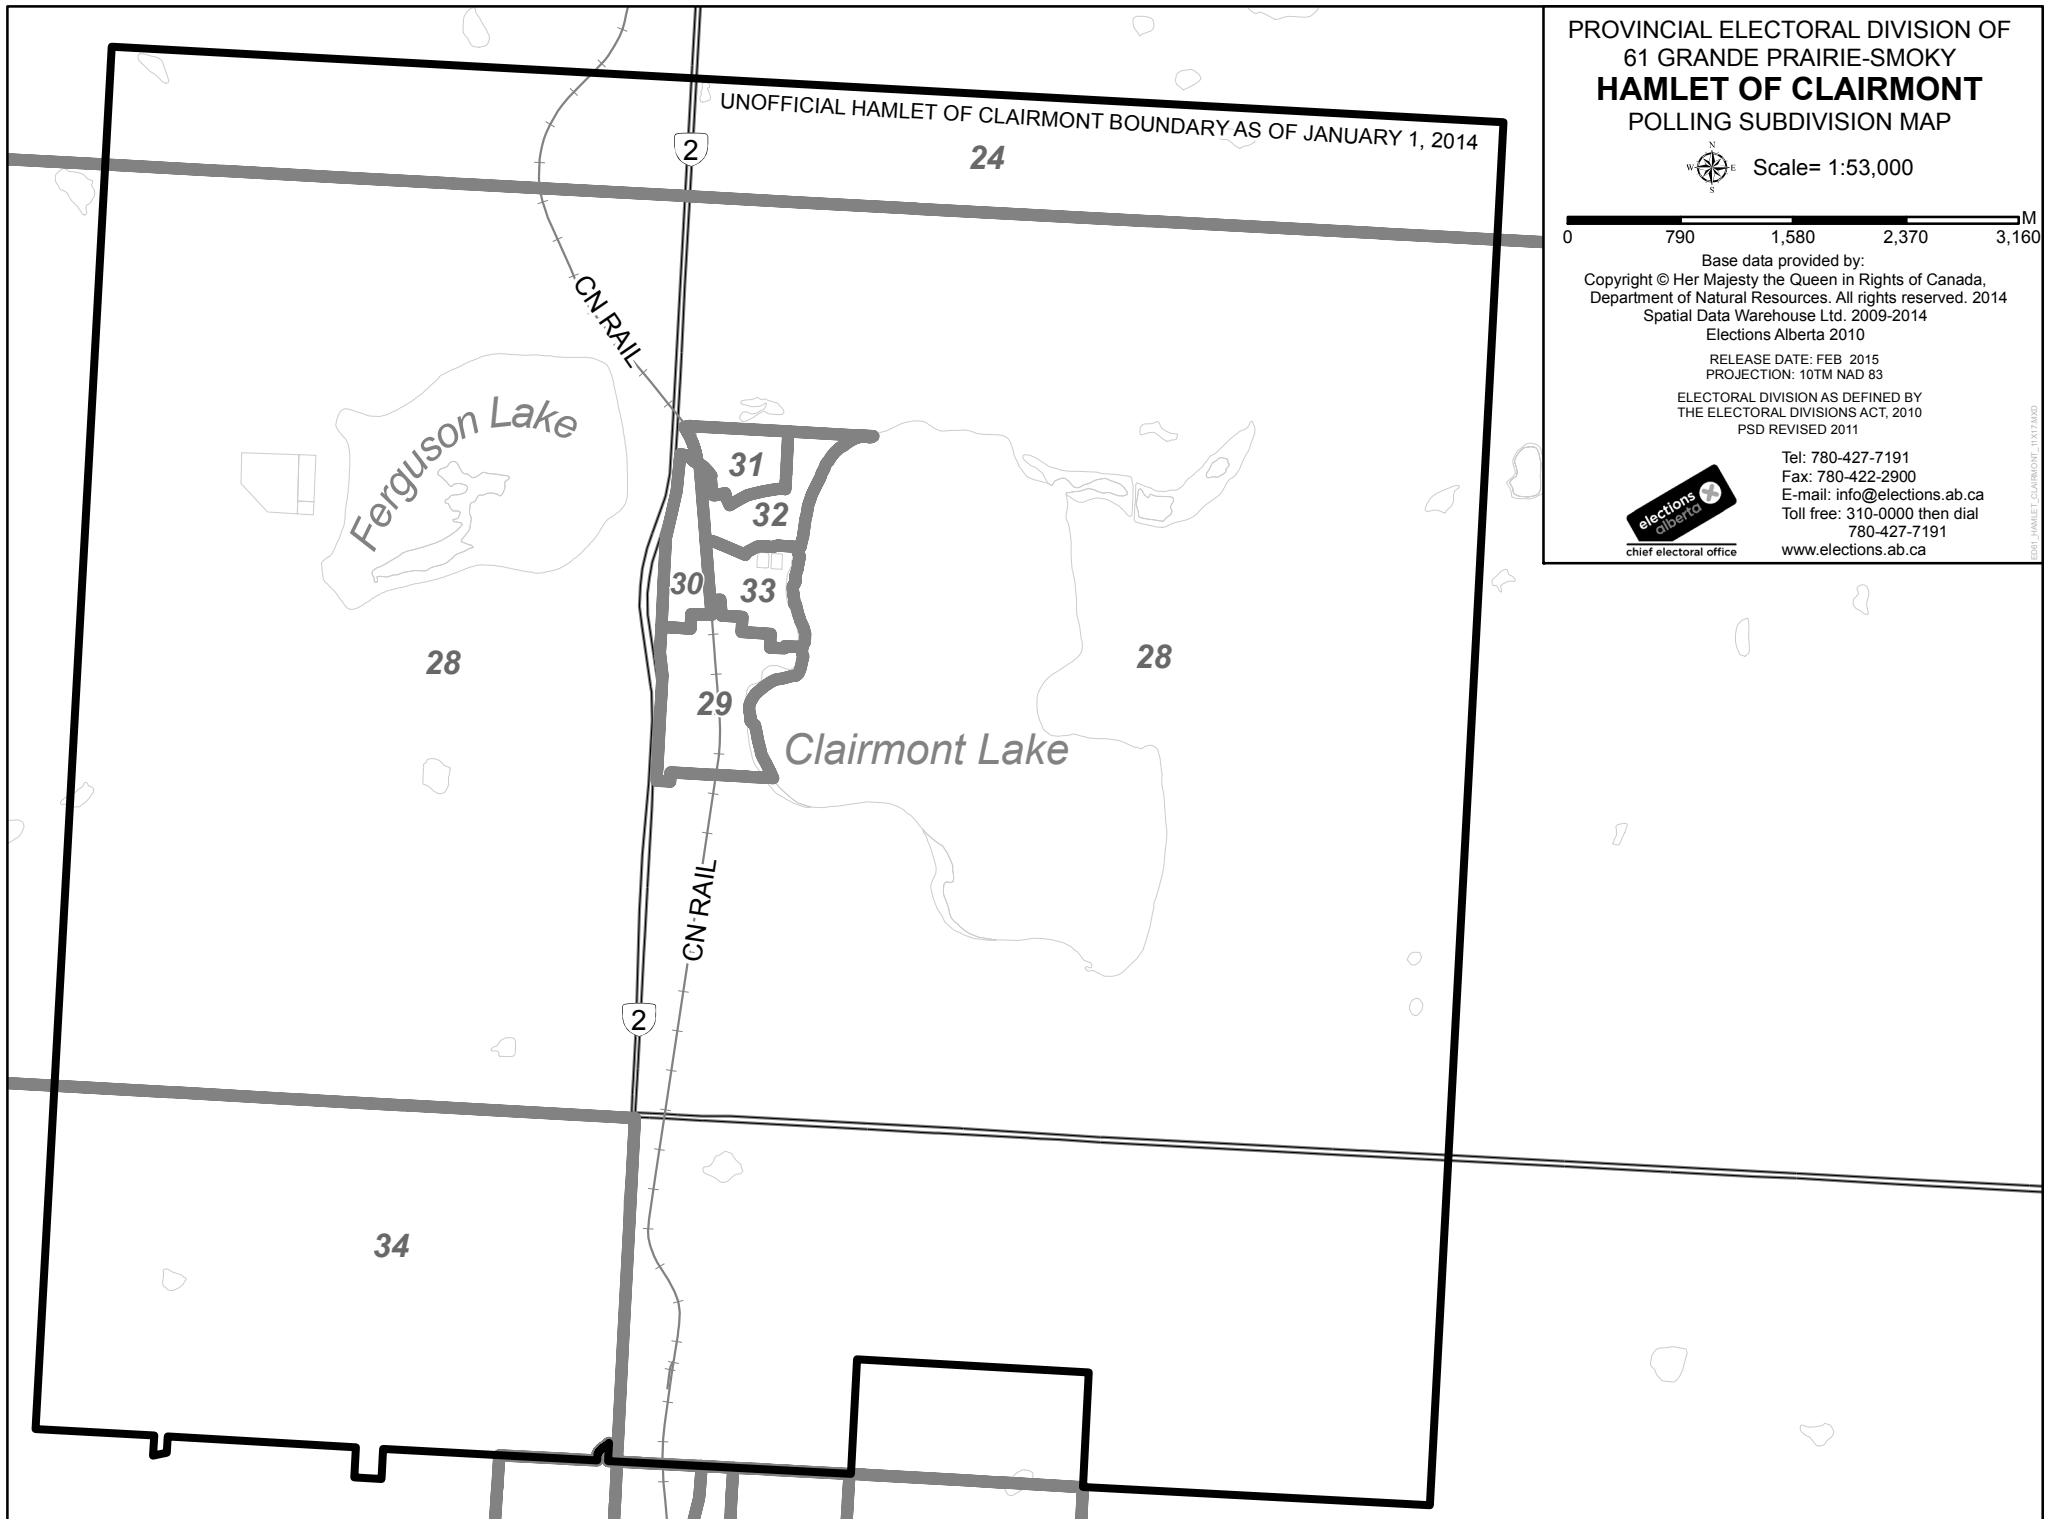 PROVINCIAL ELECTORAL DIVISION OF
61 GRANDE PRAIRIE-SMOKY
HAMLET OF CLAIRMONT
POLLING SUBDIVISION MAP
N
W E
S
Scale= 1:53,000
M
0 790 1,580 2,370 3,160
Base data provided by:
Copyright © Her Majesty the Queen in Rights of Canada,
Department of Natural Resources. All rights reserved. 2014
Spatial Data Warehouse Ltd. 2009-2014
Elections Alberta 2010
RELEASE DATE: FEB 2015
PROJECTION: 10TM NAD 83
ELECTORAL DIVISION AS DEFINED BY
THE ELECTORAL DIVISIONS ACT, 2010
PSD REVISED 2011
elections
alberta
chief electoral office
Tel: 780-427-7191
Fax: 780-422-2900
E-mail: info@elections.ab.ca
Toll free: 310-0000 then dial
780-427-7191
www.elections.ab.ca
ED61_HAMLET_CLAIRMONT_11X17.MXD
UNOFFICIAL HAMLET OF CLAIRMONT BOUNDARY AS OF JANUARY 1, 2014
2
24
CN RAIL
Ferguson Lake
31
32
30
33
28
28
29
Clairmont Lake
CN RAIL
2
34